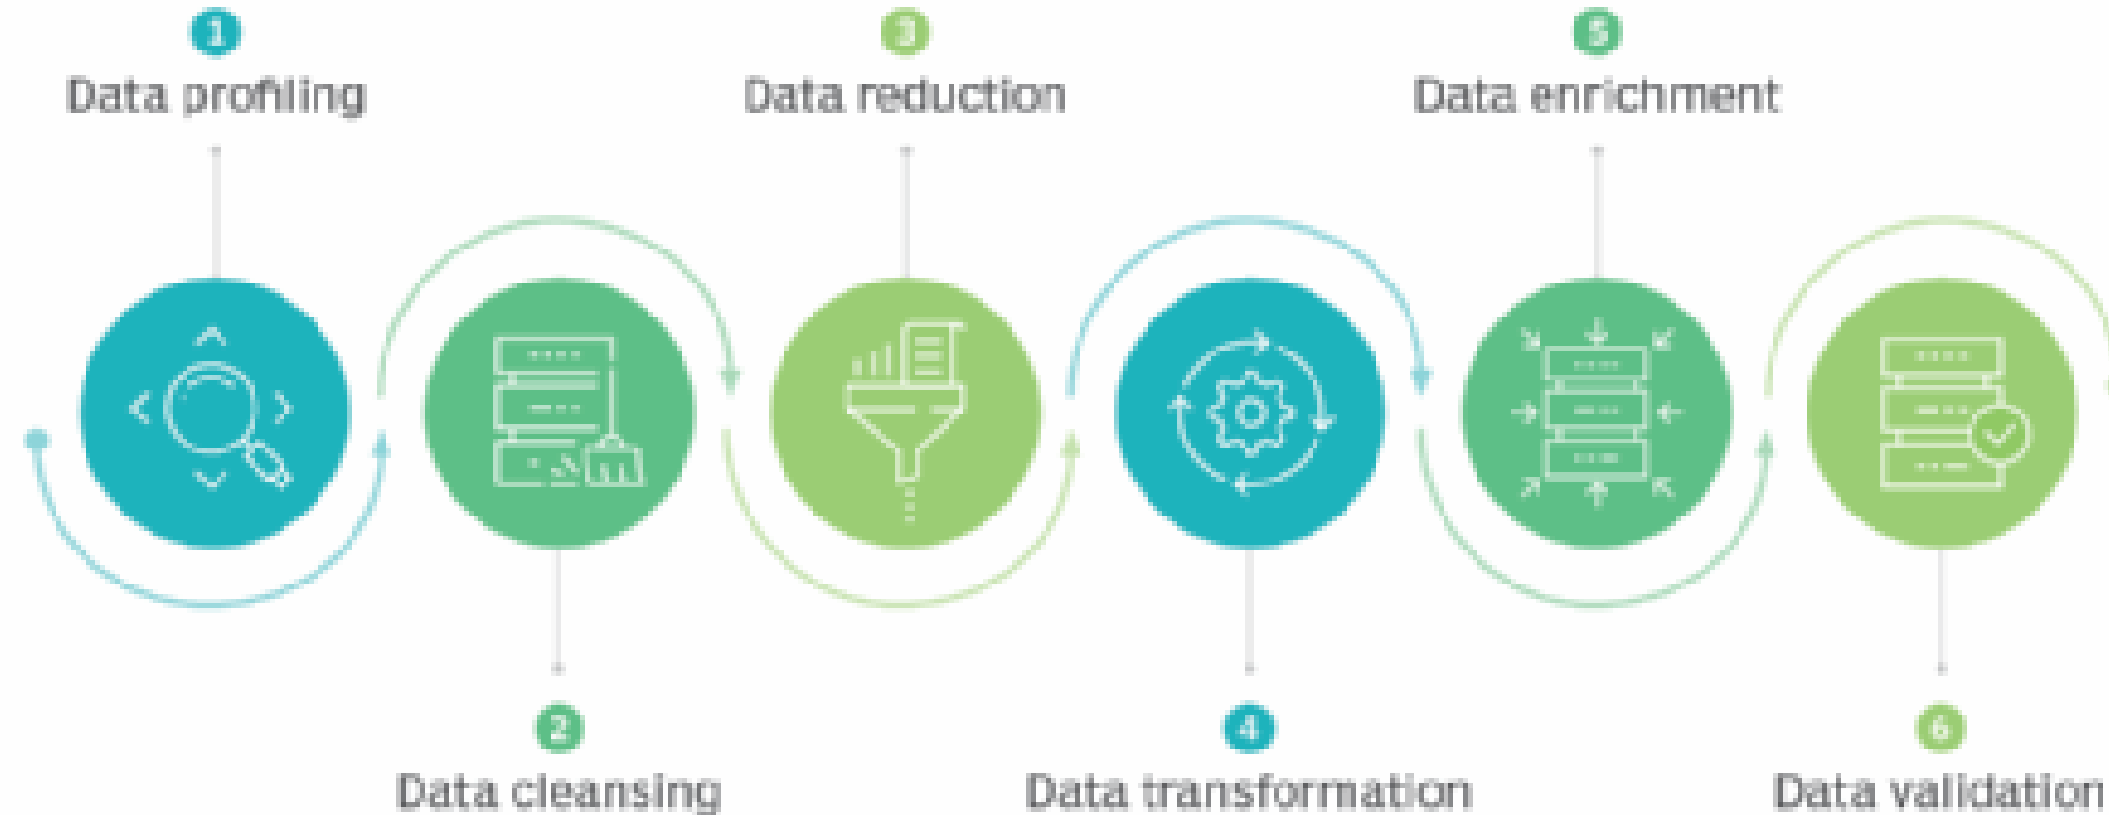 1
Data profiling
2
Data cleansing
3
Data reduction
4
Data transformation
5
Data enrichment
6
Data validation